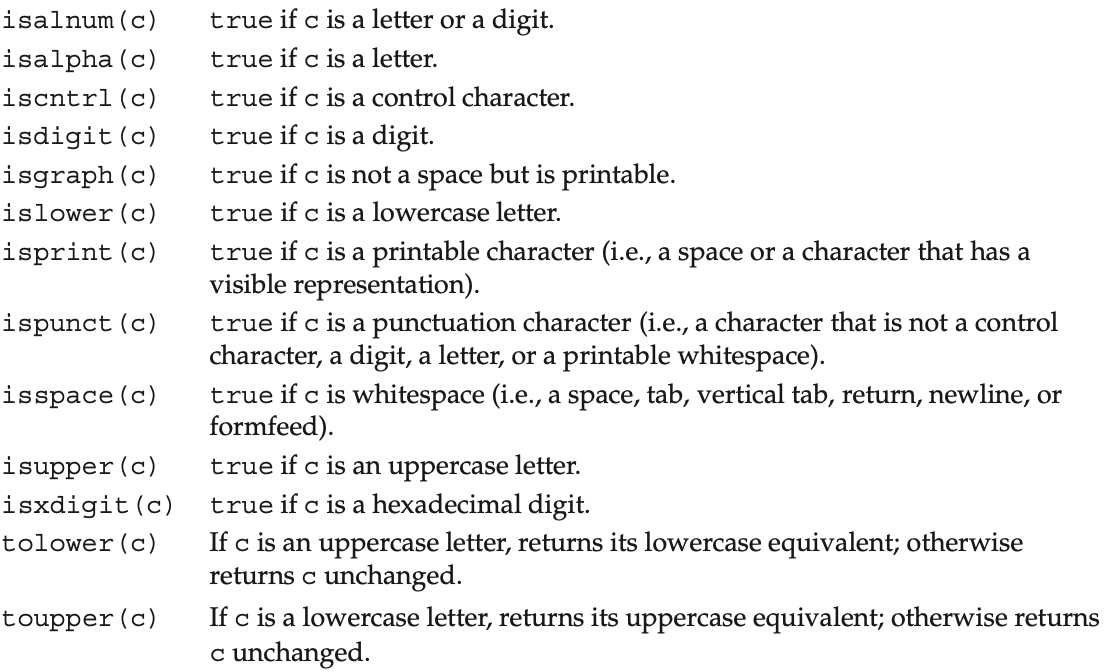 isalnum(c) true if c is a letter or a digit.
isalpha(c) true if c is a letter.
iscntrl(c) true if c is a control character.
isdigit(c) true if c is a digit.
isgraph(c) true if c is not a space but is printable.
islower(c) true if c is a lowercase letter.
isprint(c) true if c is a printable character (i.e., a space or a character that has a
visible representation).
ispunct(c) true if c is a punctuation character (i.e., a character that is not a control
character, a digit, a letter, or a printable whitespace).
isspace(c) true if c is whitespace (i.e., a space, tab, vertical tab, return, newline, or
formfeed).
isupper(c) true if c is an uppercase letter.
isxdigit(c) true if c is a hexadecimal digit.
tolower(c) If c is an uppercase letter, returns its lowercase equivalent; otherwise
returns c unchanged.
toupper(c) If c is a lowercase letter, returns its uppercase equivalent; otherwise returns
c unchanged.